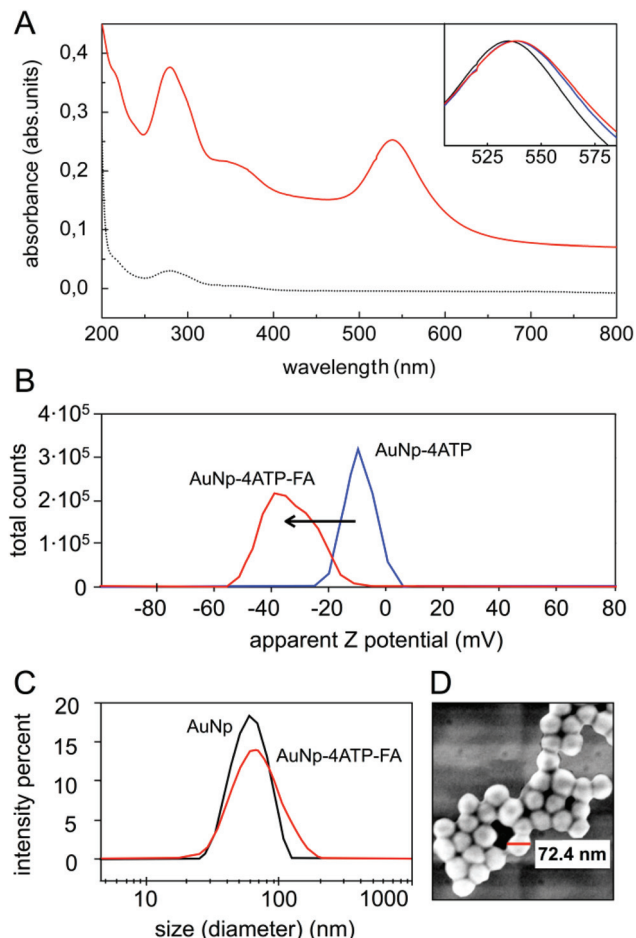 A
0,4
0,3
0,2
0,1
0,0
absorbance (abs.units)
525 550 575
200 300 400 500 600 700 800
wavelength (nm)
B
4·10⁵
3·10⁵
2·10⁵
1·10⁵
0
total counts
AuNp-4ATP-FA
AuNp-4ATP
-80 -60 -40 -20 0 20 40 60 80
apparent Z potential (mV)
C
20
15
10
5
0
intensity percent
AuNp
AuNp-4ATP-FA
10 100 1000
size (diameter) (nm)
D
72.4 nm